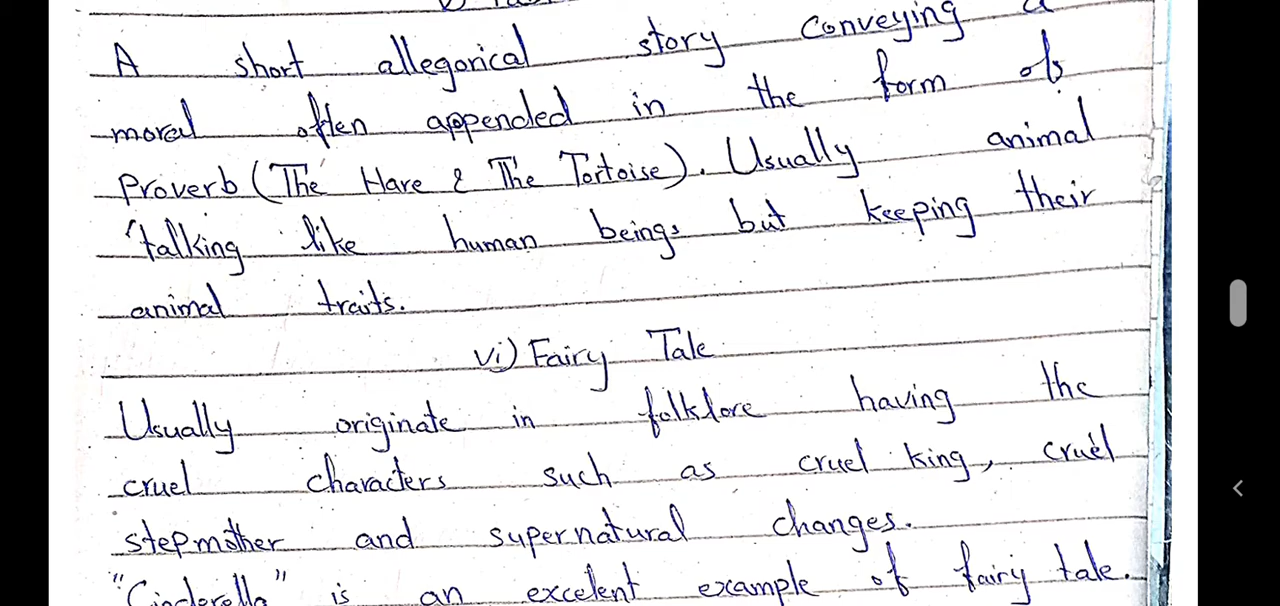 A short allegorical story conveying a
moral often appended in the form of
Proverb (The Hare & The Tortoise). Usually animal
talking like human beings but keeping their
animal traits.
vi) Fairy Tale
Usually originate in folklore having the
cruel characters such as cruel king, cruel
stepmother and supernatural changes.
"Cinderella" is an excelent example of fairy tale.